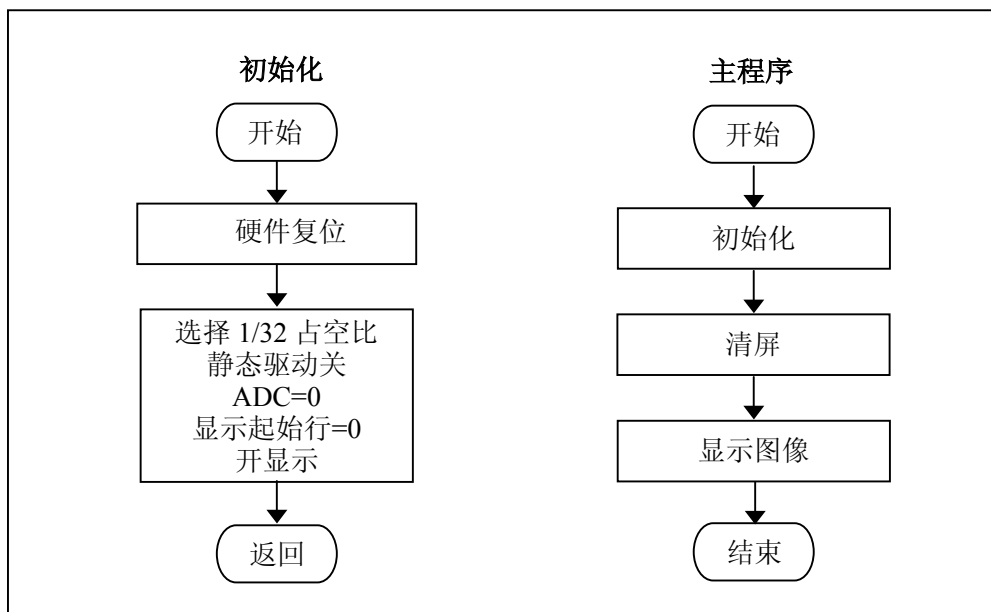 初始化
开始
硬件复位
选择 1/32 占空比
静态驱动关
ADC=0
显示起始行=0
开显示
返回
主程序
开始
初始化
清屏
显示图像
结束